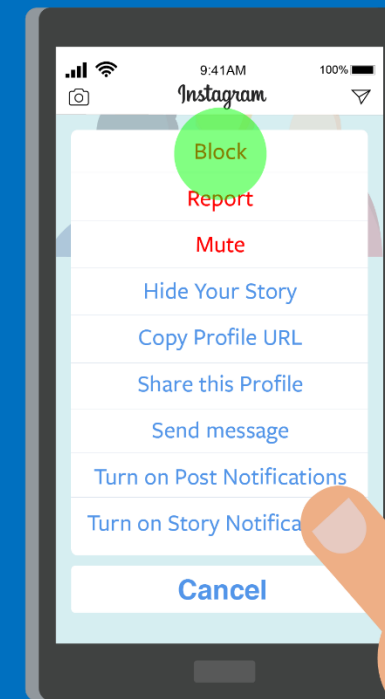 9:41AM
100%
Instagram
Block
Report
Mute
Hide Your Story
Copy Profile URL
Share this Profile
Send message
Turn on Post Notifications
Turn on Story
Cancel